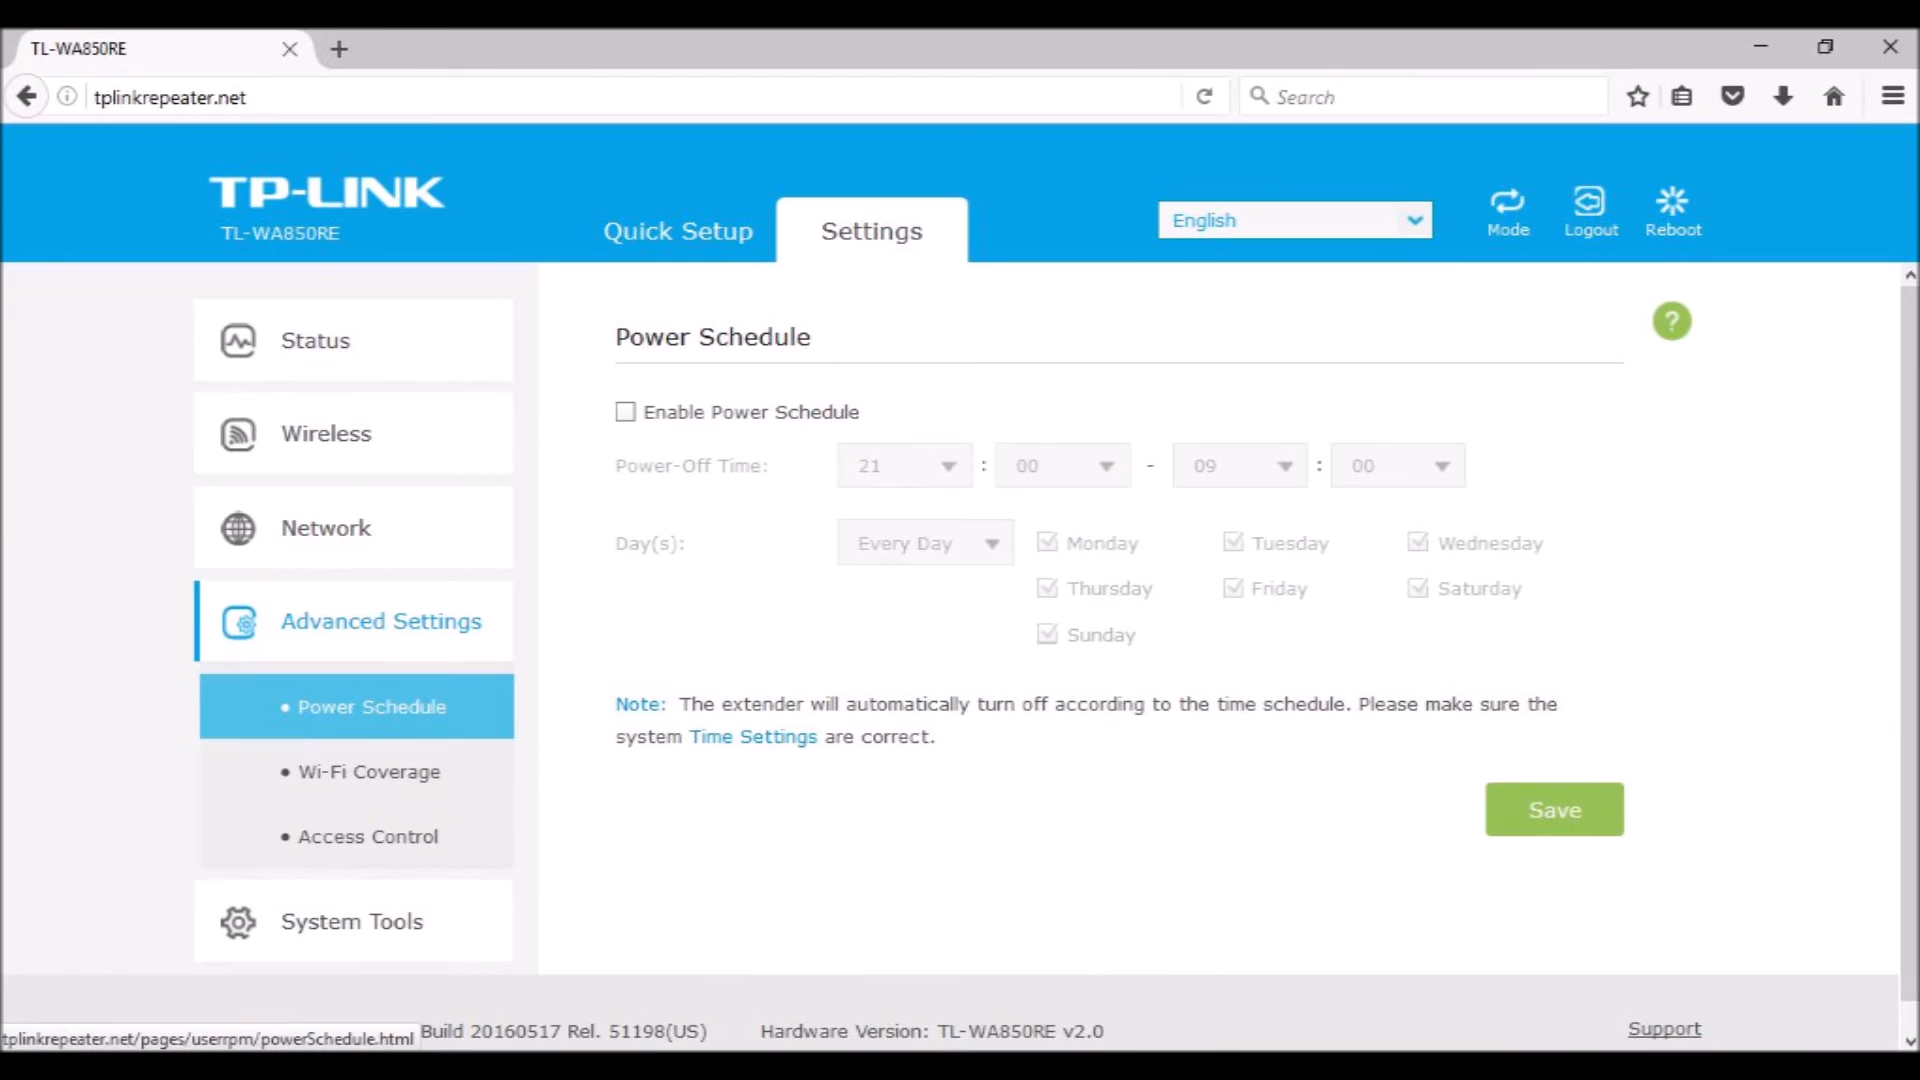 TL-WA850RE
tplinkrepeater.net
Search
TP-LINK
TL-WA850RE
Quick Setup
Settings
English
Mode
Logout
Reboot
Status
Wireless
Network
Advanced Settings
• Power Schedule
• Wi-Fi Coverage
• Access Control
System Tools
Power Schedule
?
Enable Power Schedule
Power-Off Time: 21 : 00 - 09 : 00
Day(s): Every Day Monday Tuesday Wednesday
Thursday Friday Saturday
Sunday
Note: The extender will automatically turn off according to the time schedule. Please make sure the
system Time Settings are correct.
Save
tplinkrepeater.net/pages/userrpm/powerSchedule.html
Build 20160517 Rel. 51198(US) Hardware Version: TL-WA850RE v2.0
Support